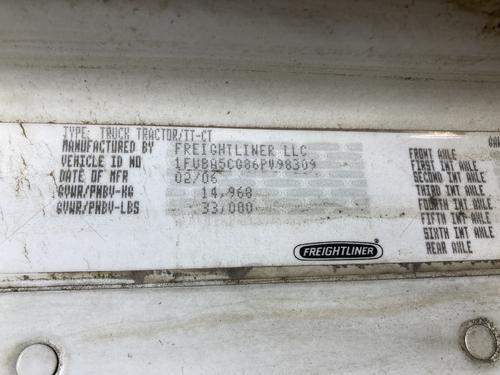 TYPE: TRUCK TRACTOR/TT-CT
MANUFACTURED BY FREIGHTLINER LLC
VEHICLE ID NO 1FUBA5CG86PV98309
DATE OF MFR 02/06
GVWR/PNBV-KG 14,968
GVWR/PNBV-LBS 33,000
GA
FRONT AXLE
FIRST INT AXLE
SECOND INT AXLE
THIRD INT AXLE
FOURTH INT AXLE
FIFTH INT AXLE
SIXTH INT AXLE
REAR AXLE
FREIGHTLINER